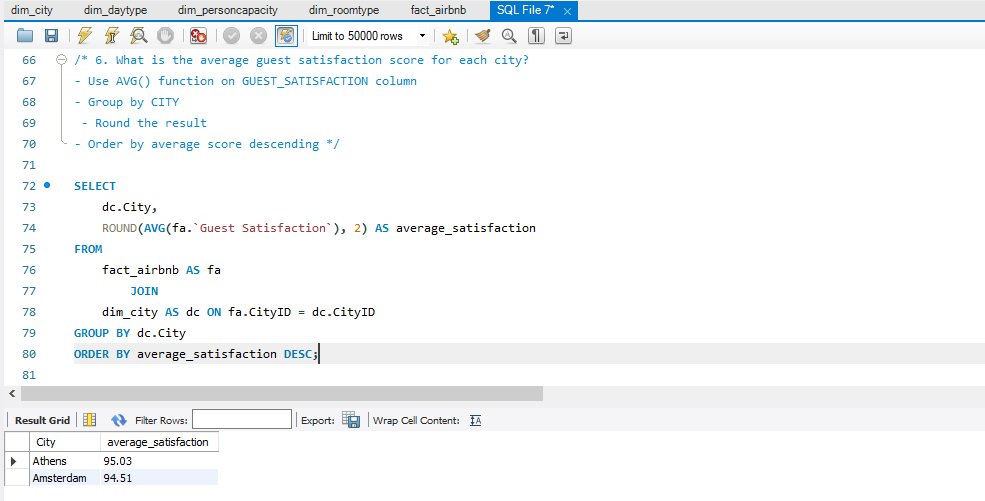 dim_city dim_daytype dim_personcapacity dim_roomtype fact_airbnb SQL File 7*
Limit to 50000 rows
66 /* 6. What is the average guest satisfaction score for each city?
67 - Use AVG() function on GUEST_SATISFACTION column
68 - Group by CITY
69 - Round the result
70 - Order by average score descending */
71
72 SELECT
73 dc.City,
74 ROUND(AVG(fa.`Guest Satisfaction`), 2) AS average_satisfaction
75 FROM
76 fact_airbnb AS fa
77 JOIN
78 dim_city AS dc ON fa.CityID = dc.CityID
79 GROUP BY dc.City
80 ORDER BY average_satisfaction DESC;
81
Result Grid Filter Rows: Export: Wrap Cell Content:
City average_satisfaction
Athens 95.03
Amsterdam 94.51